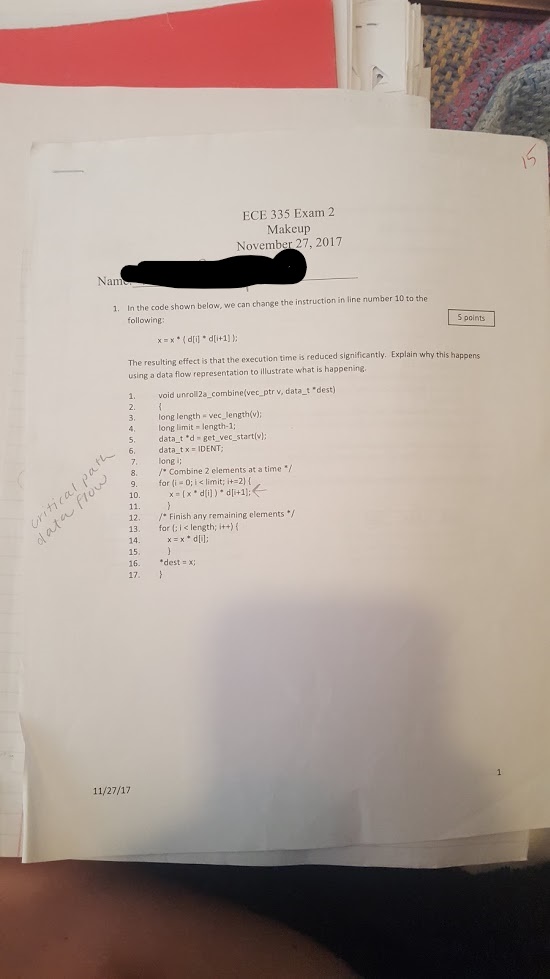 15
ECE 335 Exam 2
Makeup
November 27, 2017
Name:
1. In the code shown below, we can change the instruction in line number 10 to the
following:
5 points
x = x * ( d[i] * d[i+1] );
The resulting effect is that the execution time is reduced significantly. Explain why this happens
using a data flow representation to illustrate what is happening.
1. void unroll2a_combine(vec_ptr v, data_t *dest)
2. {
3. long length = vec_length(v);
4. long limit = length-1;
5. data_t *d = get_vec_start(v);
6. data_t x = IDENT;
7. long i;
8. /* Combine 2 elements at a time */
9. for (i = 0; i < limit; i+=2) {
10. x = ( x * d[i] ) * d[i+1];
11. }
12. /* Finish any remaining elements */
13. for (; i < length; i++) {
14. x = x * d[i];
15. }
16. *dest = x;
17. }
critical path
data flow
1
11/27/17